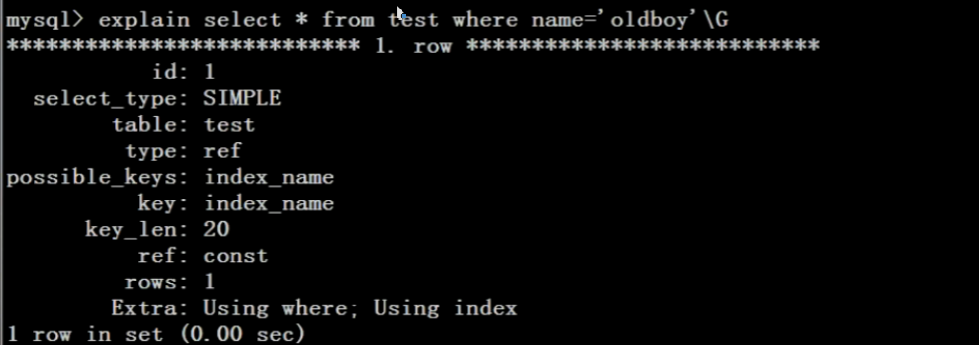 mysql> explain select * from test where name='oldboy'\G
*************************** 1. row ***************************
id: 1
select_type: SIMPLE
table: test
type: ref
possible_keys: index_name
key: index_name
key_len: 20
ref: const
rows: 1
Extra: Using where; Using index
1 row in set (0.00 sec)